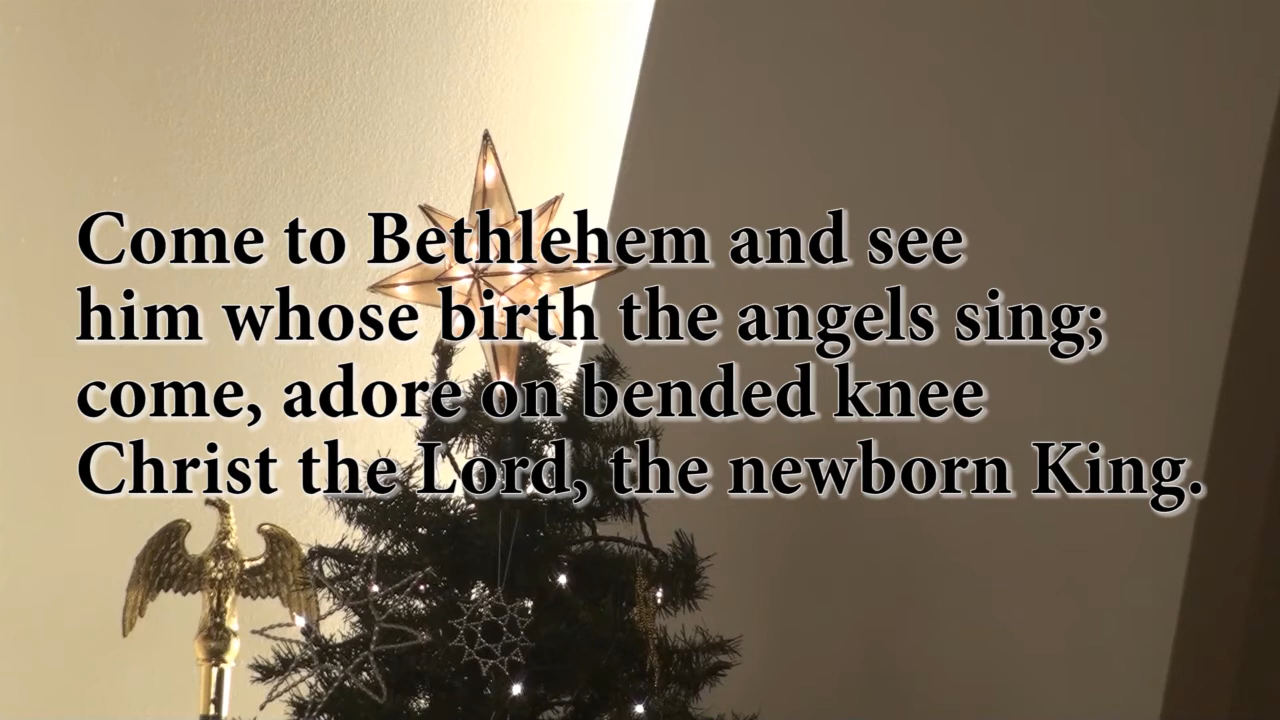 Come to Bethlehem and see
him whose birth the angels sing;
come, adore on bended knee
Christ the Lord, the newborn King.